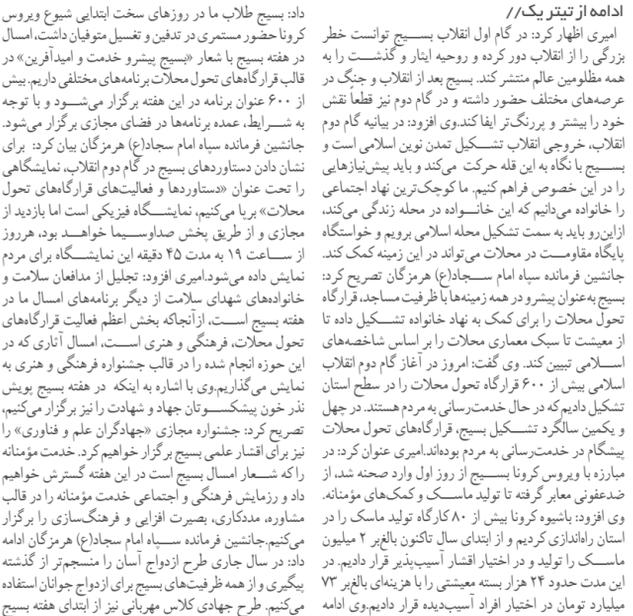 ادامه از تیتر یک//
امیری اظهار کرد: در گام اول انقلاب بسیج توانست خطر
بزرگی را از انقلاب دور کرده و روحیه ایثار و گذشت را به
همه مظلومین عالم منتشر کند. بسیج بعد از انقلاب و جنگ در
عرصه‌های مختلف حضور داشته و در گام دوم نیز قطعاً نقش
خود را بیشتر و پررنگ‌تر ایفا کند.وی افزود: در بیانیه گام دوم
انقلاب، خروجی انقلاب تشکیل تمدن نوین اسلامی است و
بسیج با نگاه به این قله حرکت می‌کند و باید پیش‌نیازهایی
را در این خصوص فراهم کنیم. ما کوچک‌ترین نهاد اجتماعی
را خانواده می‌دانیم که این خانواده در محله زندگی می‌کند،
ازاین‌رو باید به سمت تشکیل محله اسلامی برویم و خواستگاه
پایگاه مقاومت در محلات می‌تواند در این زمینه کمک کند.
جانشین فرمانده سپاه امام سجاد(ع) هرمزگان تصریح کرد:
بسیج به‌عنوان پیشرو در همه زمینه‌ها با ظرفیت مساجد، قرارگاه
تحول محلات را برای کمک به نهاد خانواده تشکیل داده تا
از معیشت تا سبک معماری محلات را بر اساس شاخصه‌های
اسلامی تبیین کند. وی گفت: امروز در آغاز گام دوم انقلاب
اسلامی بیش از ۶۰۰ قرارگاه تحول محلات را در سطح استان
تشکیل دادیم که در حال خدمت‌رسانی به مردم هستند. در چهل
و یکمین سالگرد تشکیل بسیج، قرارگاه‌های تحول محلات
پیشگام در خدمت‌رسانی به مردم بوده‌اند.امیری عنوان کرد: در
مبارزه با ویروس کرونا بسیج از روز اول وارد صحنه شد، از
ضدعفونی معابر گرفته تا تولید ماسک و کمک‌های مؤمنانه.
وی افزود: باشیوه کرونا بیش از ۸۰ کارگاه تولید ماسک را در
استان راه‌اندازی کردیم و از ابتدای سال تاکنون بالغ‌بر ۲ میلیون
ماسک را تولید و در اختیار اقشار آسیب‌پذیر قرار دادیم. در
این مدت حدود ۲۴ هزار بسته معیشتی را با هزینه‌ای بالغ‌بر ۷۳
میلیارد تومان در اختیار افراد آسیب‌دیده قرار دادیم.وی ادامه
داد: بسیج طلاب ما در روزهای سخت ابتدایی شیوع ویروس
کرونا حضور مستمری در تدفین و تغسیل متوفیان داشت، امسال
در هفته بسیج با شعار «بسیج پیشرو خدمت و امیدآفرین» در
قالب قرارگاه‌های تحول محلات برنامه‌های مختلفی داریم. بیش
از ۶۰۰ عنوان برنامه در این هفته برگزار می‌شود و با توجه
به شرایط، عمده برنامه‌ها در فضای مجازی برگزار می‌شود.
جانشین فرمانده سپاه امام سجاد(ع) هرمزگان بیان کرد: برای
نشان دادن دستاوردهای بسیج در گام دوم انقلاب، نمایشگاهی
را تحت عنوان «دستاوردها و فعالیت‌های قرارگاه‌های تحول
محلات» برپا می‌کنیم، نمایشگاه فیزیکی است اما بازدید از
مجازی و از طریق پخش صداوسیما خواهد بود، هرروز
از ساعت ۱۹ به مدت ۴۵ دقیقه این نمایشگاه برای مردم
نمایش داده می‌شود.امیری افزود: تجلیل از مدافعان سلامت و
خانواده‌های شهدای سلامت از دیگر برنامه‌های امسال ما در
هفته بسیج است، ازآنجاکه بخش اعظم فعالیت قرارگاه‌های
تحول محلات، فرهنگی و هنری است، امسال آثاری که در
این حوزه انجام شده را در قالب جشنواره فرهنگی و هنری به
نمایش می‌گذاریم.وی با اشاره به اینکه در هفته بسیج پویش
نذر خون پیشکسوتان جهاد و شهادت را نیز برگزار می‌کنیم،
تصریح کرد: جشنواره مجازی «جهادگران علم و فناوری» را
نیز برای اقشار علمی بسیج برگزار خواهیم کرد. خدمت مؤمنانه
را که شعار امسال بسیج است در این هفته گسترش خواهیم
داد و رزمایش فرهنگی و اجتماعی خدمت مؤمنانه را در قالب
مشاوره، مددکاری، بصیرت افزایی و فرهنگ‌سازی را برگزار
می‌کنیم.جانشین فرمانده سپاه امام سجاد(ع) هرمزگان ادامه
داد: در سال جاری طرح ازدواج آسان را منسجم‌تر از گذشته
پیگیری و از همه ظرفیت‌های بسیج برای ازدواج جوانان استفاده
می‌کنیم. طرح جهادی کلاس مهربانی نیز از ابتدای هفته بسیج